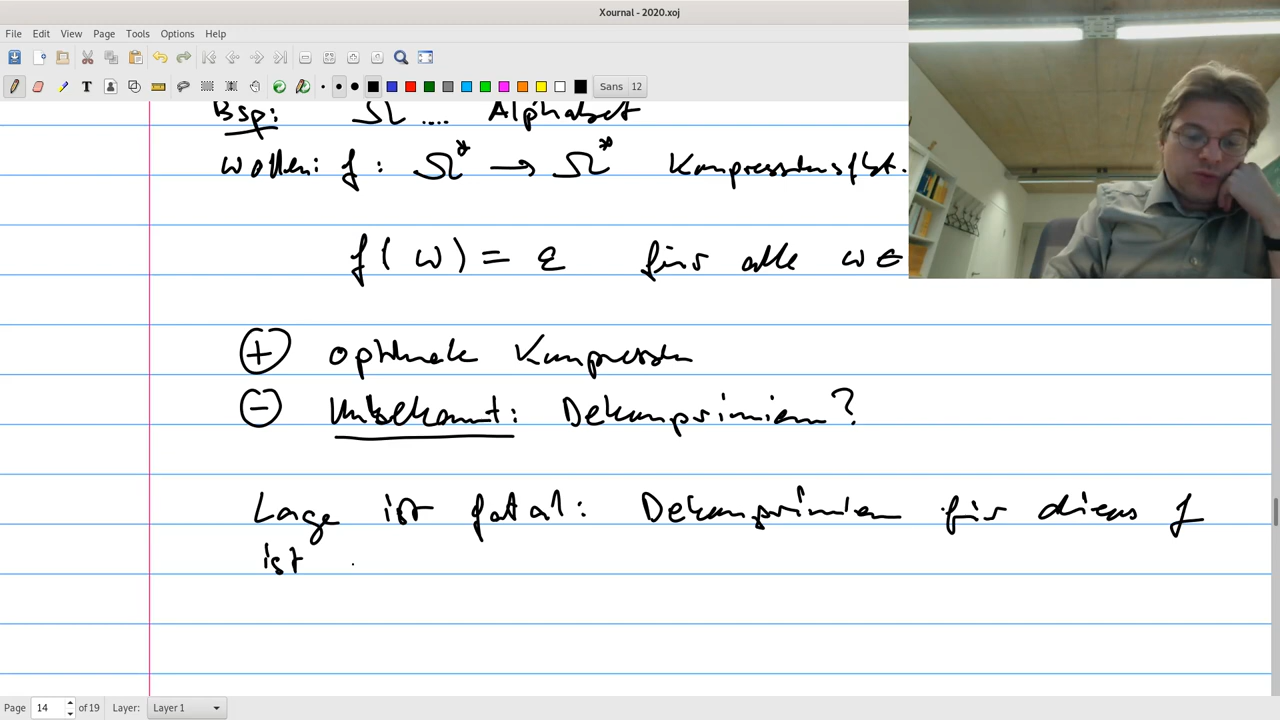 Xournal - 2020.xoj
File Edit View Page Tools Options Help
Sans 12
Bsp: Ω .... Alphabet
wollen: f : Ω* → Ω* Kompressionsfkt.
f(w) = ε für alle w ∈
+ optimale Kompression
− Unbekannt: Dekomprimieren?
Lage ist fatal: Dekomprimieren für dieses f
ist
Page 14 of 19 Layer: Layer 1